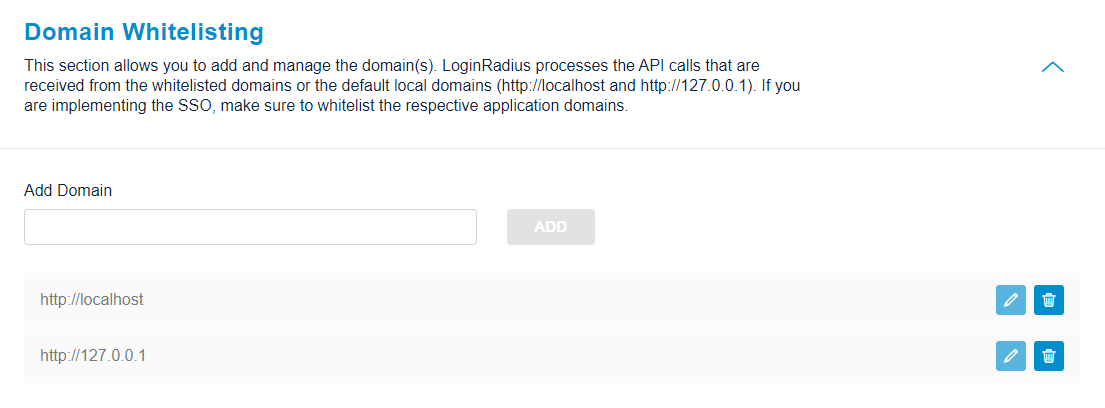 Domain Whitelisting
This section allows you to add and manage the domain(s). LoginRadius processes the API calls that are
received from the whitelisted domains or the default local domains (http://localhost and http://127.0.0.1). If you
are implementing the SSO, make sure to whitelist the respective application domains.
Add Domain
ADD
http://localhost
http://127.0.0.1